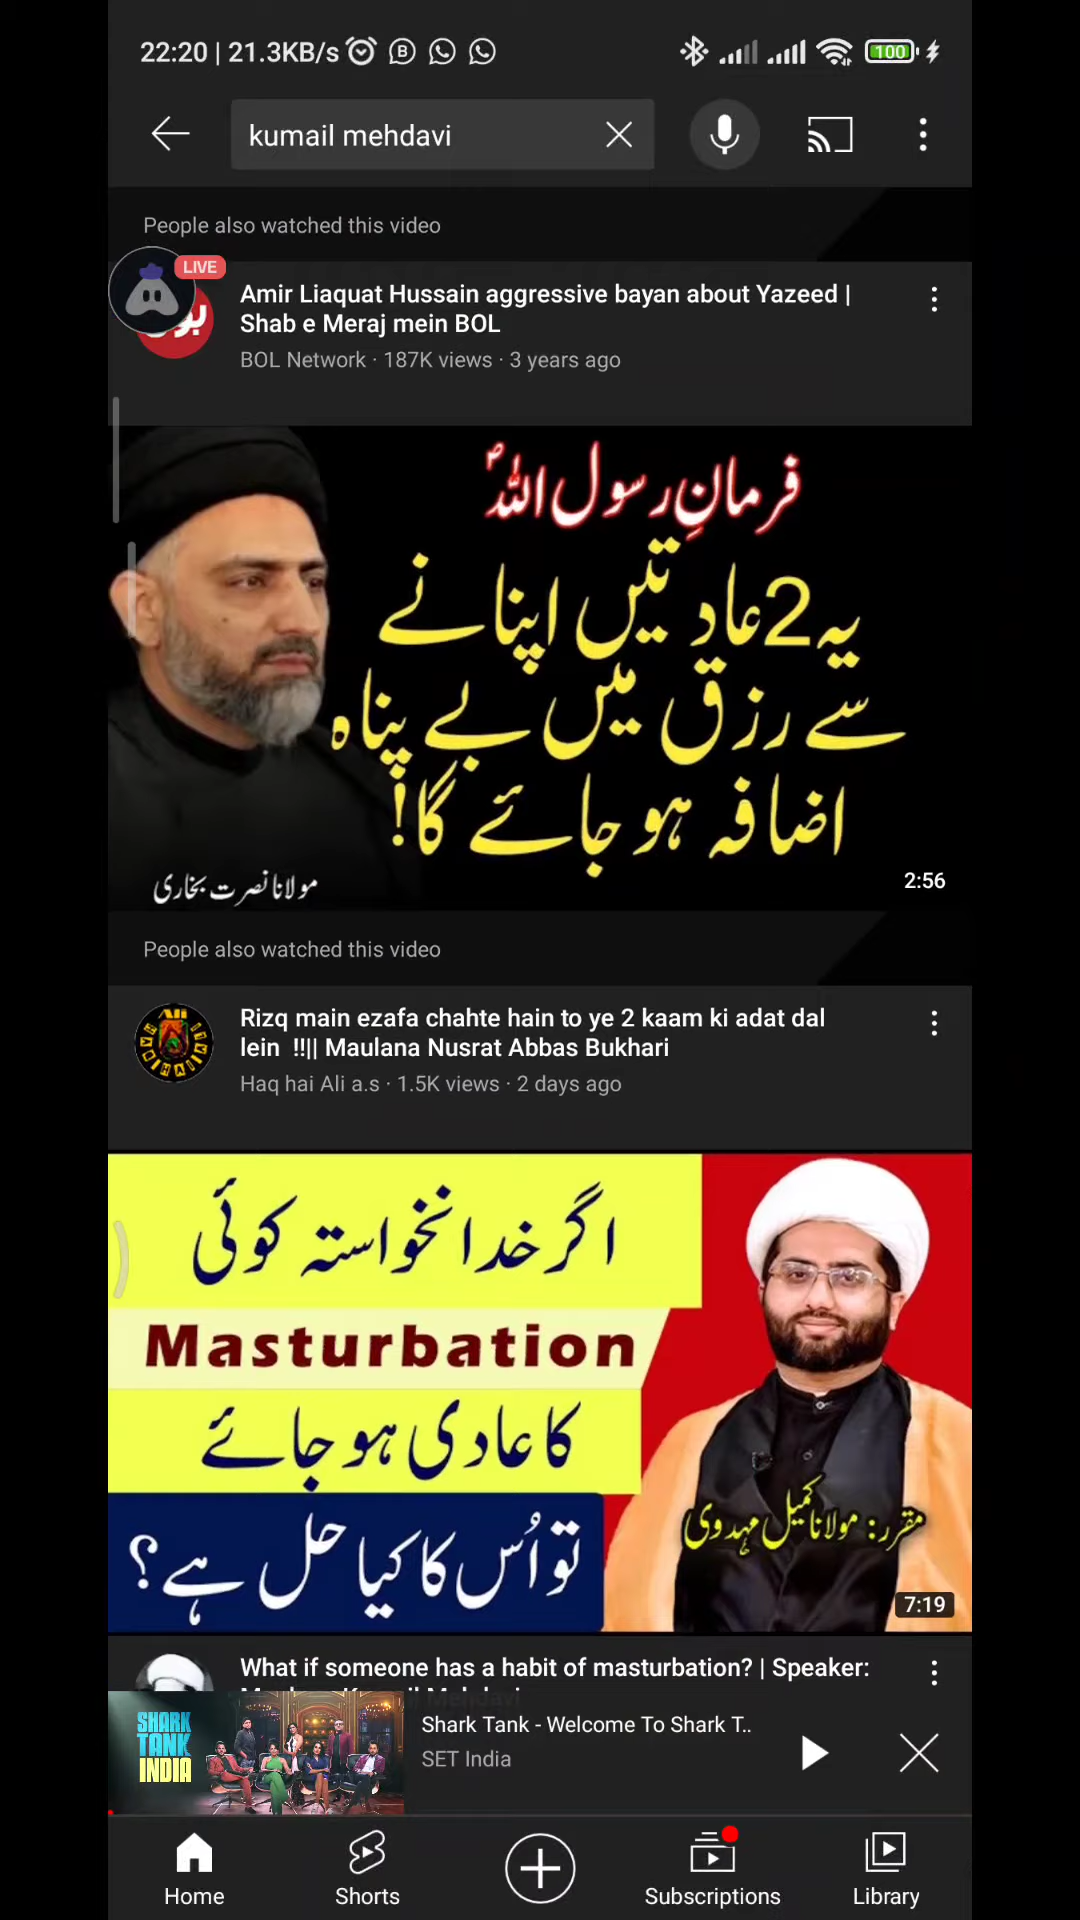 22:20 | 21.3KB/s
100
kumail mehdavi
People also watched this video
LIVE
بول
Amir Liaquat Hussain aggressive bayan about Yazeed |
Shab e Meraj mein BOL
BOL Network · 187K views · 3 years ago
فرمانِ رسول اللہؐ
یہ 2 عادتیں اپنانے
سے رزق میں بے پناہ
اضافہ ہو جائے گا!
مولانا نصرت بخاری
2:56
People also watched this video
Rizq main ezafa chahte hain to ye 2 kaam ki adat dal
lein !!|| Maulana Nusrat Abbas Bukhari
Haq hai Ali a.s · 1.5K views · 2 days ago
اگر خدانخواستہ کوئی
Masturbation
کا عادی ہو جائے
تو اُس کا کیا حل ہے؟
مقرر: مولانا کمیل مہدوی
7:19
What if someone has a habit of masturbation? | Speaker:
SHARK
TANK
INDIA
Shark Tank - Welcome To Shark T..
SET India
Home
Shorts
Subscriptions
Library